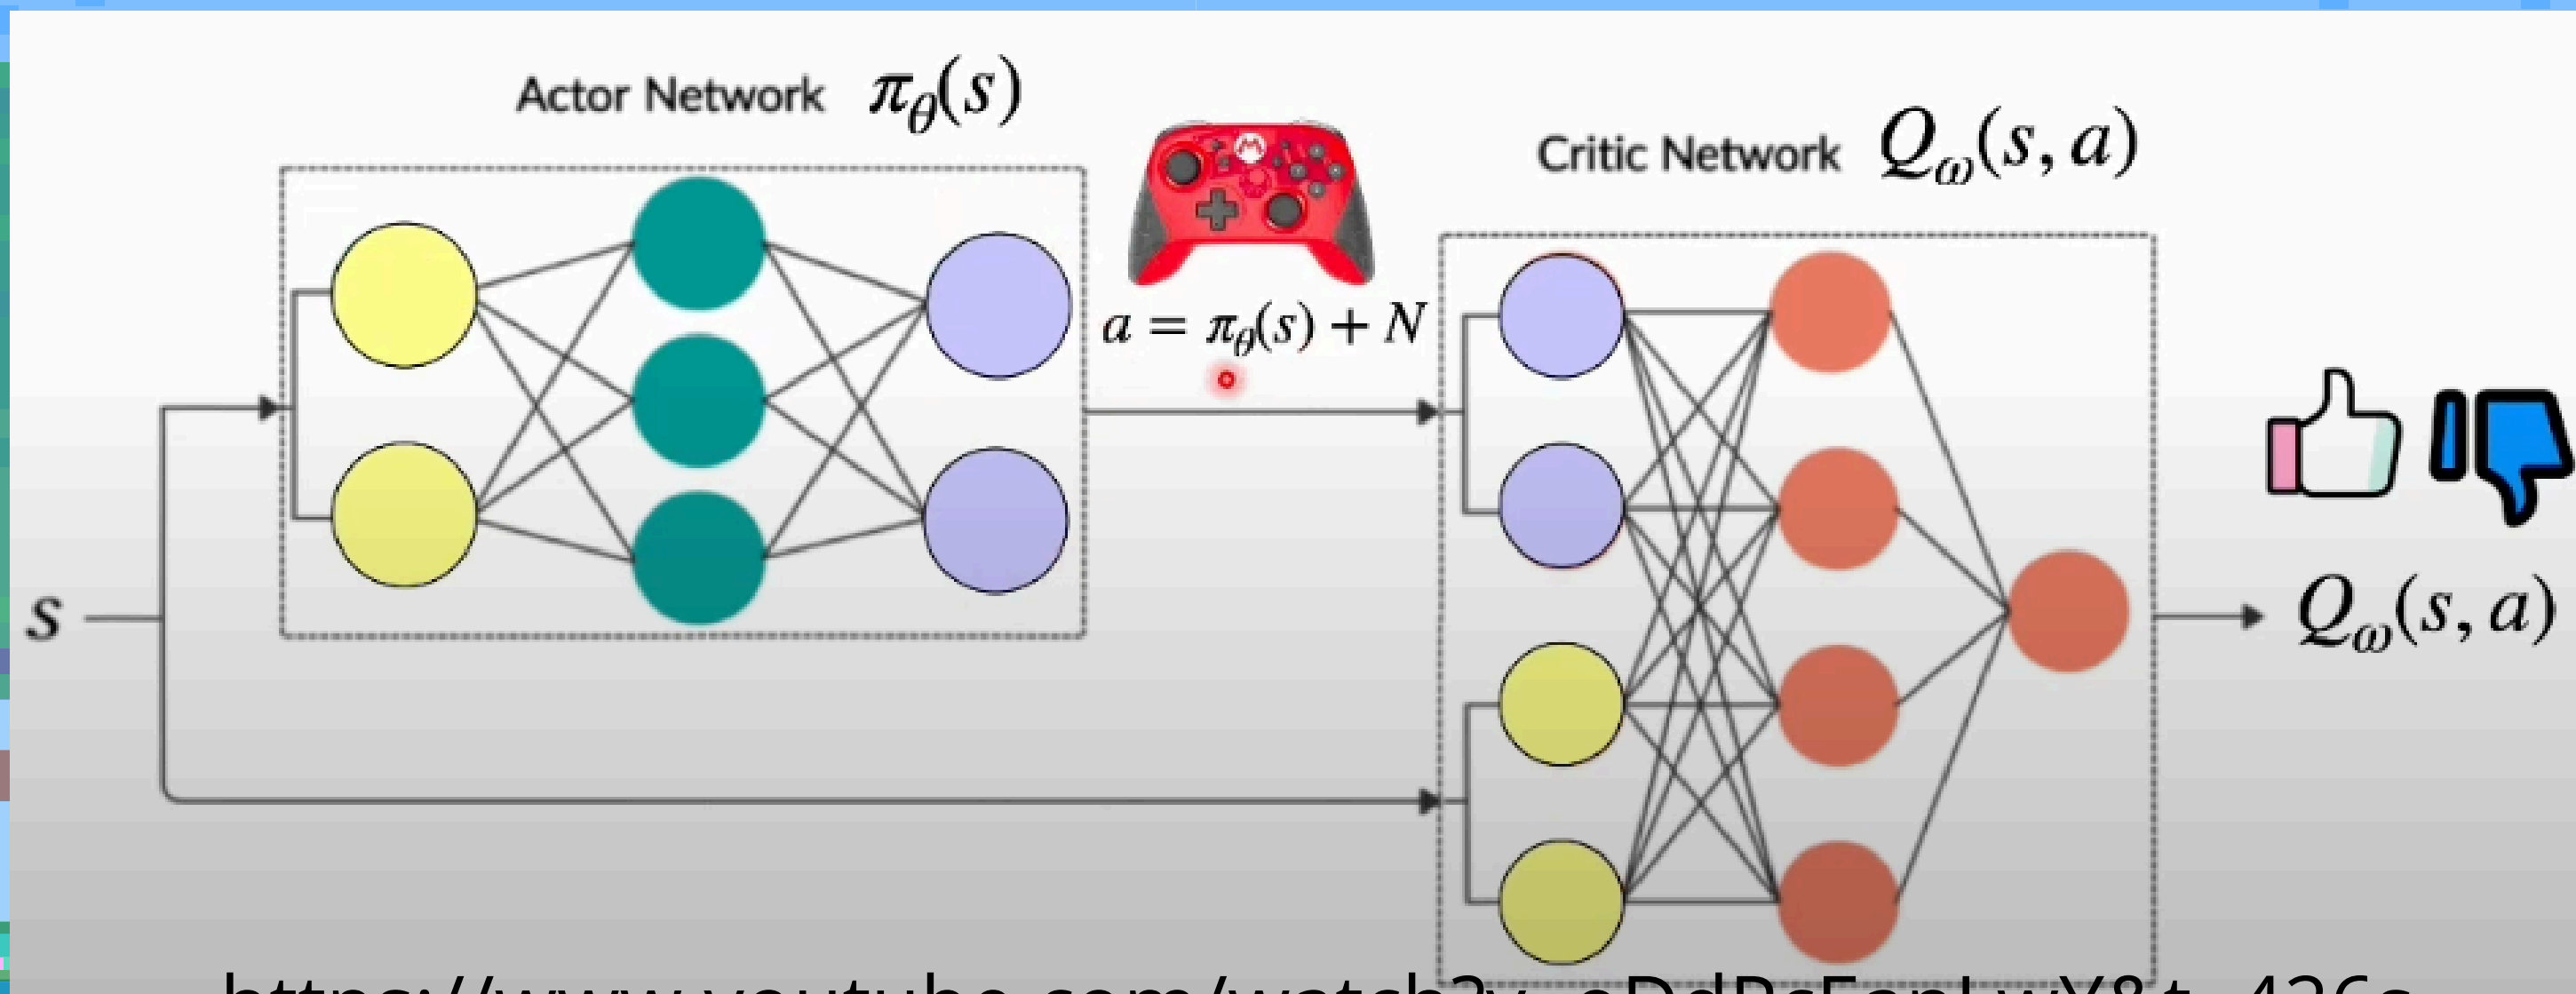 Actor Network πθ(s)
Critic Network Qω(s, a)
a = πθ(s) + N
s
Qω(s, a)